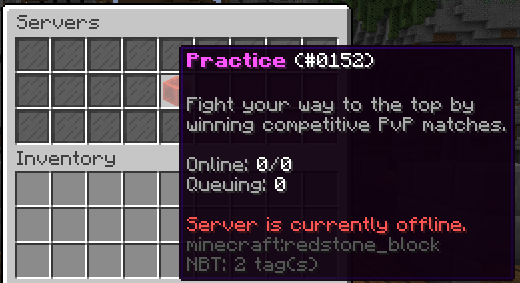 Servers
Practice (#0152)
Fight your way to the top by
winning competitive PvP matches.
Online: 0/0
Queuing: 0
Server is currently offline.
minecraft:redstone_block
NBT: 2 tag(s)
Inventory